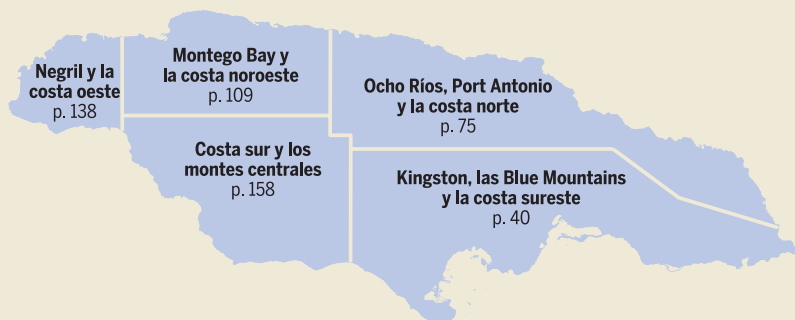 Negril y la
costa oeste
p. 138
Montego Bay y
la costa noroeste
p. 109
Ocho Ríos, Port Antonio
y la costa norte
p. 75
Costa sur y los
montes centrales
p. 158
Kingston, las Blue Mountains
y la costa sureste
p. 40